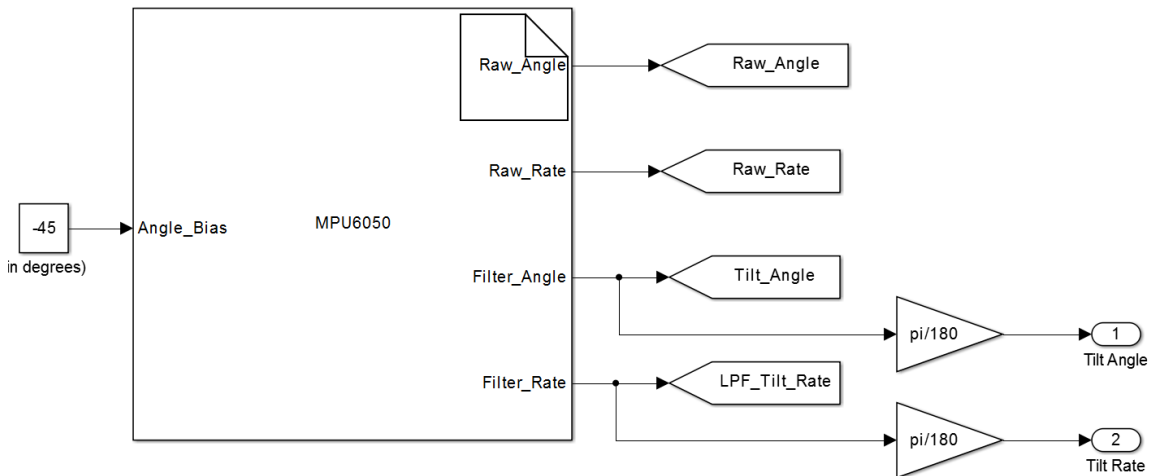 Raw_Angle
Raw_Angle
Raw_Rate
Raw_Rate
-45
Angle_Bias
MPU6050
in degrees)
Filter_Angle
Tilt_Angle
pi/180
1
Tilt Angle
Filter_Rate
LPF_Tilt_Rate
pi/180
2
Tilt Rate